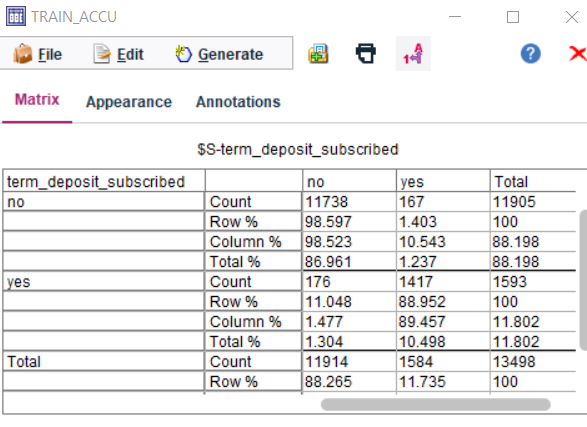 TRAIN_ACCU
File Edit Generate
Matrix Appearance Annotations
$S-term_deposit_subscribed
term_deposit_subscribed no yes Total
no Count 11738 167 11905
Row % 98.597 1.403 100
Column % 98.523 10.543 88.198
Total % 86.961 1.237 88.198
yes Count 176 1417 1593
Row % 11.048 88.952 100
Column % 1.477 89.457 11.802
Total % 1.304 10.498 11.802
Total Count 11914 1584 13498
Row % 88.265 11.735 100